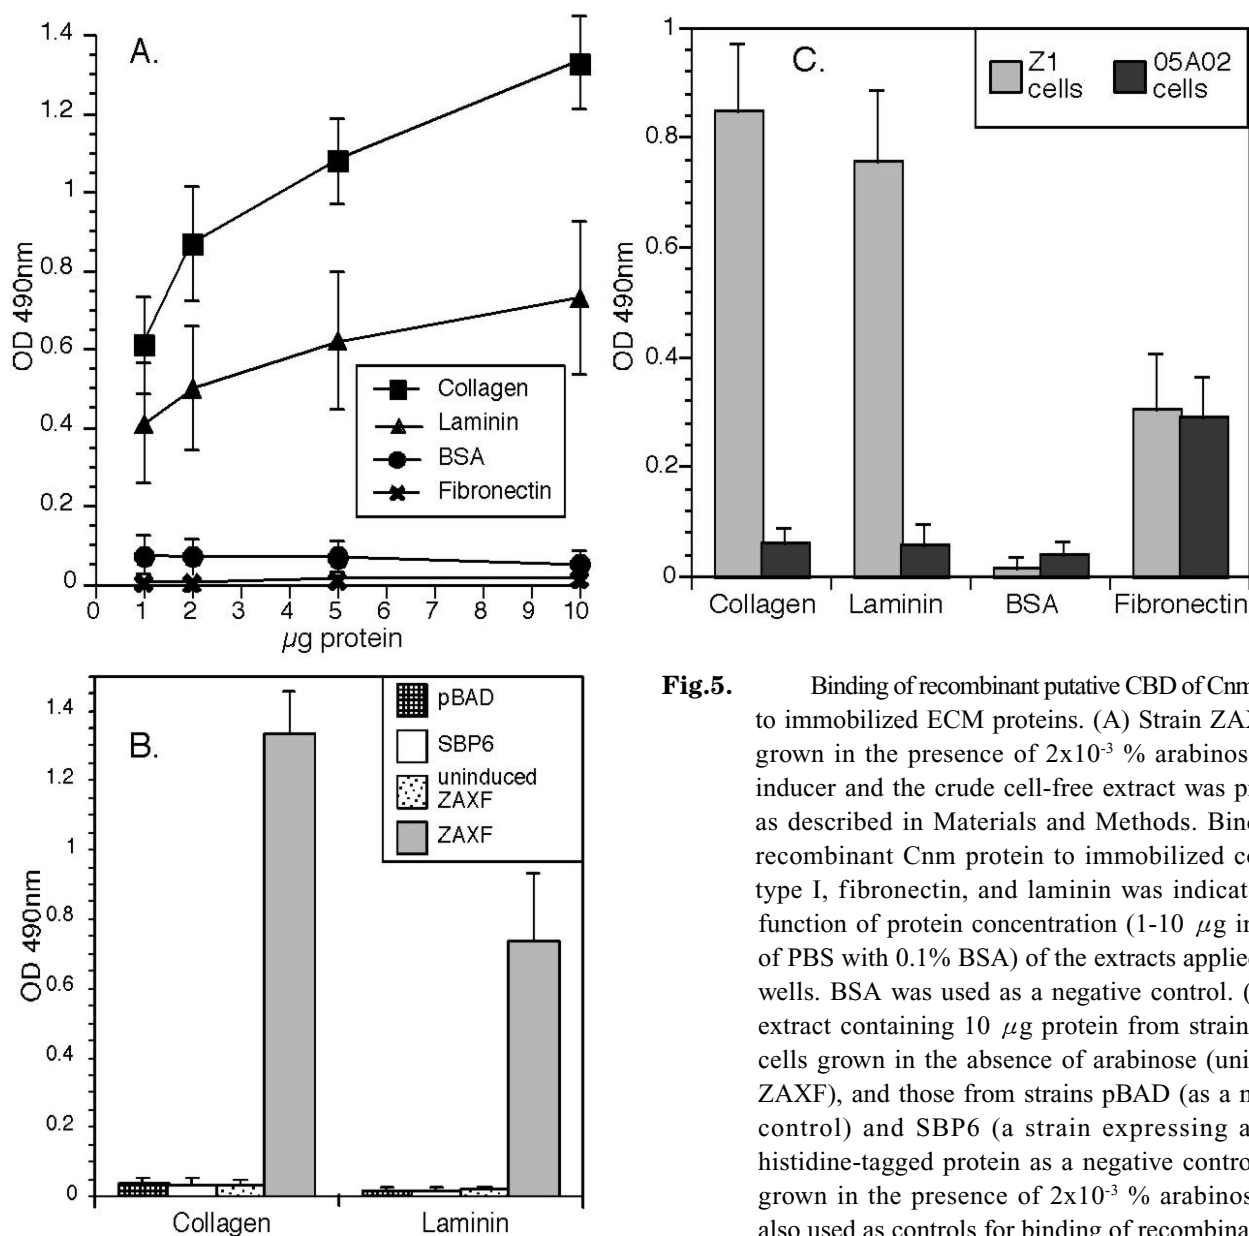 A.
1.4
1.2
1
0.8
0.6
0.4
0.2
0
OD 490nm
0 1 2 3 4 5 6 7 8 9 10
µg protein
Collagen
Laminin
BSA
Fibronectin
C.
1
0.8
0.6
0.4
0.2
0
OD 490nm
Z1 cells
05A02 cells
Collagen Laminin BSA Fibronectin
B.
1.4
1.2
1
0.8
0.6
0.4
0.2
0
OD 490nm
pBAD
SBP6
uninduced
ZAXF
ZAXF
Collagen Laminin
Fig.5. Binding of recombinant putative CBD of Cnm
to immobilized ECM proteins. (A) Strain ZAX
grown in the presence of 2x10-3 % arabinos
inducer and the crude cell-free extract was p
as described in Materials and Methods. Bin
recombinant Cnm protein to immobilized co
type I, fibronectin, and laminin was indicat
function of protein concentration (1-10 µg in
of PBS with 0.1% BSA) of the extracts applie
wells. BSA was used as a negative control. (
extract containing 10 µg protein from strain
cells grown in the absence of arabinose (uni
ZAXF), and those from strains pBAD (as a n
control) and SBP6 (a strain expressing a
histidine-tagged protein as a negative control
grown in the presence of 2x10-3 % arabinos
also used as controls for binding of recombina